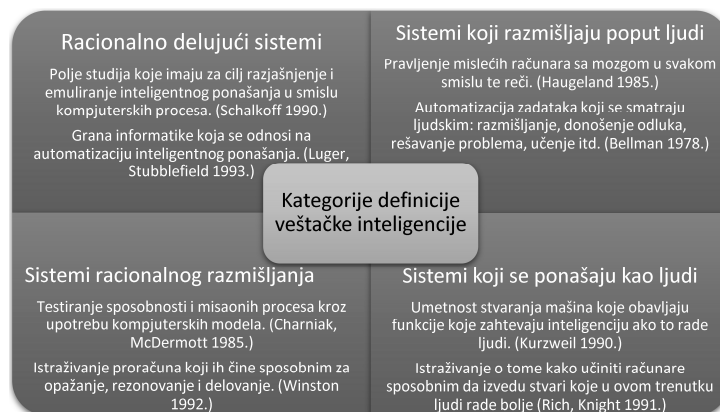 Racionalno delujući sistemi
Polje studija koje imaju za cilj razjašnjenje i
emuliranje inteligentnog ponašanja u smislu
kompjuterskih procesa. (Schalkoff 1990.)
Grana informatike koja se odnosi na
automatizaciju inteligentnog ponašanja. (Luger,
Stubblefield 1993.)
Sistemi koji razmišljaju poput ljudi
Pravljenje mislećih računara sa mozgom u svakom
smislu te reči. (Haugeland 1985.)
Automatizacija zadataka koji se smatraju
ljudskim: razmišljanje, donošenje odluka,
rešavanje problema, učenje itd. (Bellman 1978.)
Kategorije definicije
veštačke inteligencije
Sistemi racionalnog razmišljanja
Testiranje sposobnosti i misaonih procesa kroz
upotrebu kompjuterskih modela. (Charniak,
McDermott 1985.)
Istraživanje proračuna koji ih čine sposobnim za
opažanje, rezonovanje i delovanje. (Winston
1992.)
Sistemi koji se ponašaju kao ljudi
Umetnost stvaranja mašina koje obavljaju
funkcije koje zahtevaju inteligenciju ako to rade
ljudi. (Kurzweil 1990.)
Istraživanje o tome kako učiniti računare
sposobnim da izvedu stvari koje u ovom trenutku
ljudi rade bolje (Rich, Knight 1991.)